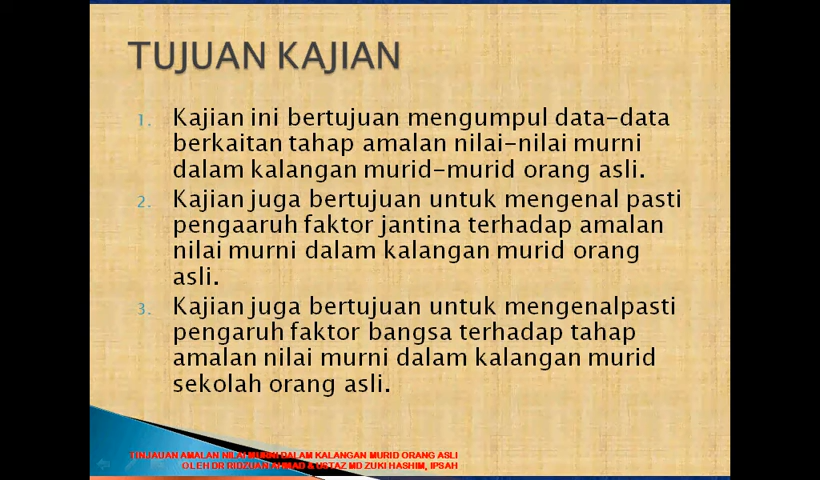 TUJUAN KAJIAN
1. Kajian ini bertujuan mengumpul data-data
berkaitan tahap amalan nilai-nilai murni
dalam kalangan murid-murid orang asli.
2. Kajian juga bertujuan untuk mengenal pasti
pengaaruh faktor jantina terhadap amalan
nilai murni dalam kalangan murid orang
asli.
3. Kajian juga bertujuan untuk mengenalpasti
pengaruh faktor bangsa terhadap tahap
amalan nilai murni dalam kalangan murid
sekolah orang asli.
TINJAUAN AMALAN NILAI MURNI DALAM KALANGAN MURID ORANG ASLI
OLEH DR RIDZUAN AHMAD & USTAZ MD ZUKI HASHIM, IPSAH